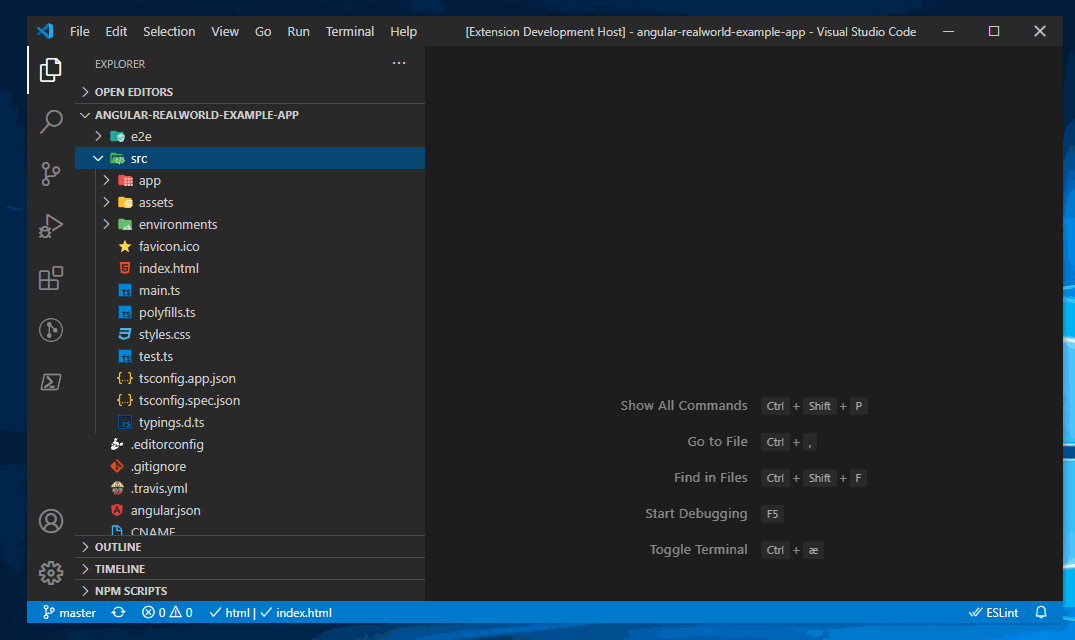 File Edit Selection View Go Run Terminal Help [Extension Development Host] - angular-realworld-example-app - Visual Studio Code
EXPLORER
OPEN EDITORS
ANGULAR-REALWORLD-EXAMPLE-APP
e2e
src
app
assets
environments
favicon.ico
index.html
main.ts
polyfills.ts
styles.css
test.ts
tsconfig.app.json
tsconfig.spec.json
typings.d.ts
.editorconfig
.gitignore
.travis.yml
angular.json
CNAME
OUTLINE
TIMELINE
NPM SCRIPTS
Show All Commands Ctrl + Shift + P
Go to File Ctrl + ,
Find in Files Ctrl + Shift + F
Start Debugging F5
Toggle Terminal Ctrl + æ
master 0 0 html | index.html ESLint